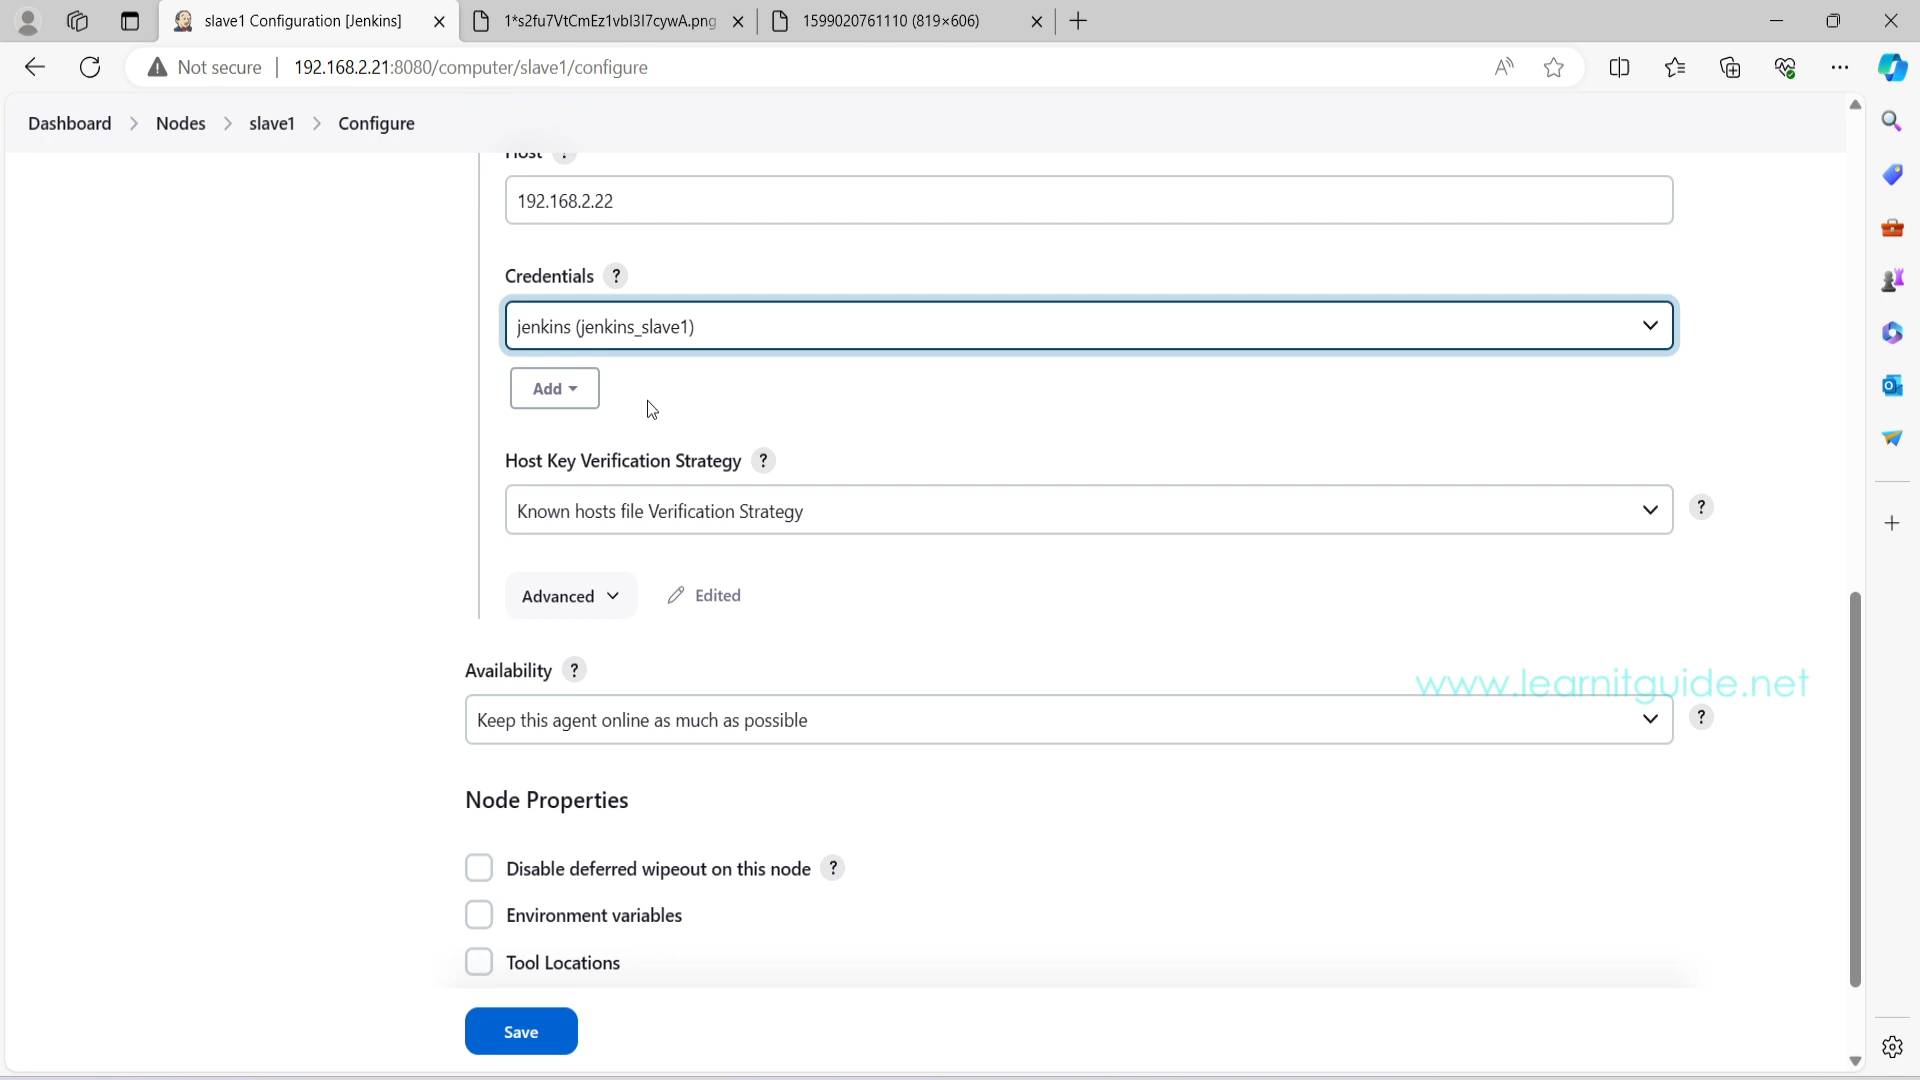 slave1 Configuration [Jenkins]
1*s2fu7VtCmEz1vbl3I7cywA.png
1599020761110 (819×606)
Not secure
192.168.2.21:8080/computer/slave1/configure
Dashboard > Nodes > slave1 > Configure
Host ?
192.168.2.22
Credentials ?
jenkins (jenkins_slave1)
Add
Host Key Verification Strategy ?
Known hosts file Verification Strategy
?
Advanced
Edited
Availability ?
www.learnitguide.net
Keep this agent online as much as possible
?
Node Properties
Disable deferred wipeout on this node ?
Environment variables
Tool Locations
Save